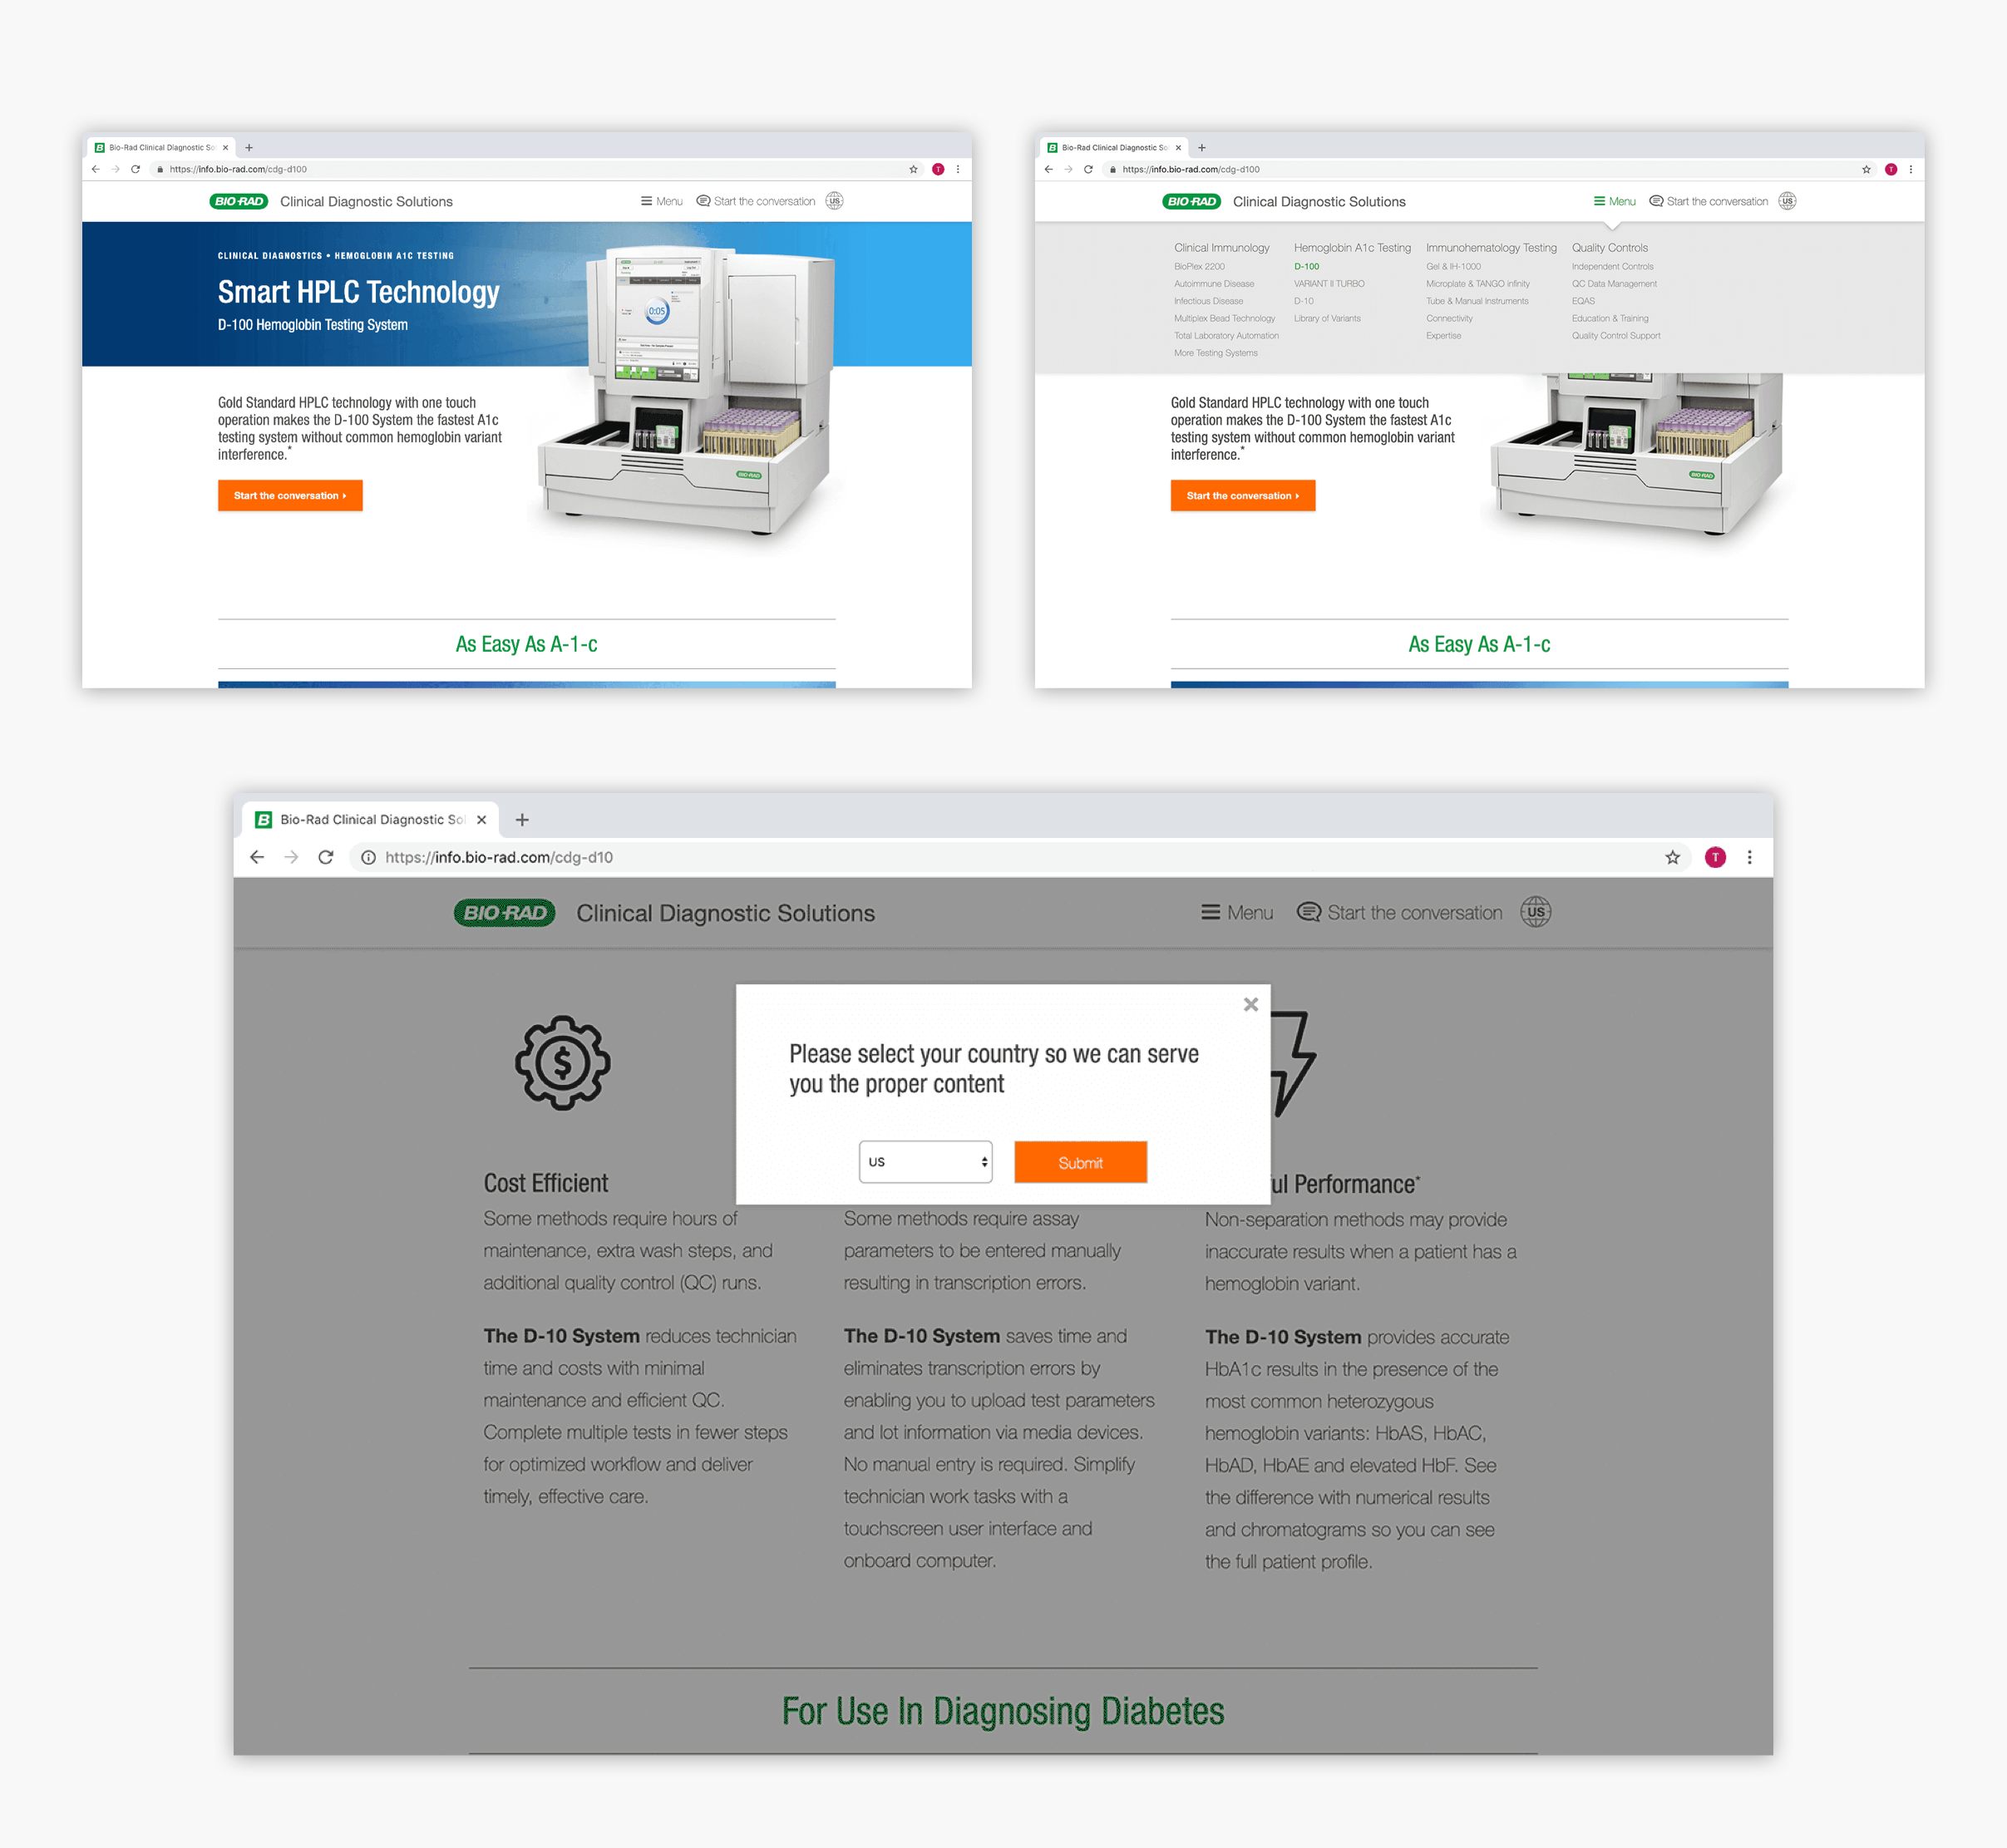 Bio-Rad Clinical Diagnostic So
https://info.bio-rad.com/cdg-d100
BIO-RAD Clinical Diagnostic Solutions
Menu Start the conversation US
CLINICAL DIAGNOSTICS • HEMOGLOBIN A1C TESTING
Smart HPLC Technology
D-100 Hemoglobin Testing System
0:05
Gold Standard HPLC technology with one touch
operation makes the D-100 System the fastest A1c
testing system without common hemoglobin variant
interference.*
BIO-RAD
Start the conversation
As Easy As A-1-c
Bio-Rad Clinical Diagnostic So
T
https://info.bio-rad.com/cdg-d100
T
BIO-RAD Clinical Diagnostic Solutions
Menu Start the conversation US
Clinical Immunology
BioPlex 2200
Autoimmune Disease
Infectious Disease
Multiplex Bead Technology
Total Laboratory Automation
More Testing Systems
Hemoglobin A1c Testing
D-100
VARIANT II TURBO
D-10
Library of Variants
Immunohematology Testing
Gel & IH-1000
Microplate & TANGO infinity
Tube & Manual Instruments
Connectivity
Expertise
Quality Controls
Independent Controls
QC Data Management
EQAS
Education & Training
Quality Control Support
Gold Standard HPLC technology with one touch
operation makes the D-100 System the fastest A1c
testing system without common hemoglobin variant
interference.*
BIO-RAD
Start the conversation
As Easy As A-1-c
Bio-Rad Clinical Diagnostic Sol
https://info.bio-rad.com/cdg-d10
T
BIO-RAD Clinical Diagnostic Solutions
Menu Start the conversation US
Please select your country so we can serve
you the proper content
US
Submit
$
Cost Efficient
Some methods require hours of
maintenance, extra wash steps, and
additional quality control (QC) runs.
The D-10 System reduces technician
time and costs with minimal
maintenance and efficient QC.
Complete multiple tests in fewer steps
for optimized workflow and deliver
timely, effective care.
Some methods require assay
parameters to be entered manually
resulting in transcription errors.
The D-10 System saves time and
eliminates transcription errors by
enabling you to upload test parameters
and lot information via media devices.
No manual entry is required. Simplify
technician work tasks with a
touchscreen user interface and
onboard computer.
ul Performance*
Non-separation methods may provide
inaccurate results when a patient has a
hemoglobin variant.
The D-10 System provides accurate
HbA1c results in the presence of the
most common heterozygous
hemoglobin variants: HbAS, HbAC,
HbAD, HbAE and elevated HbF. See
the difference with numerical results
and chromatograms so you can see
the full patient profile.
For Use In Diagnosing Diabetes